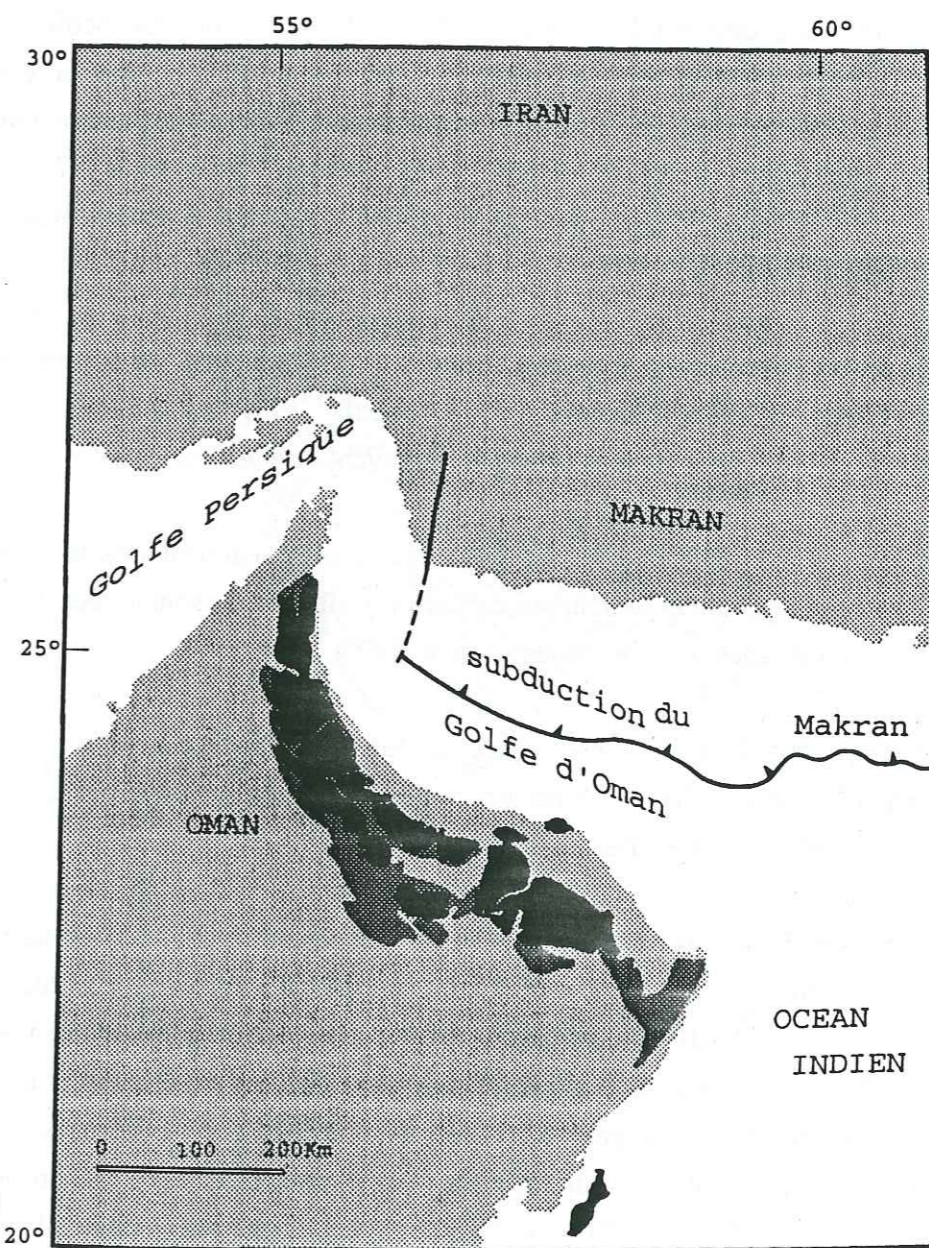 55°
60°
30°
IRAN
Golfe Persique
MAKRAN
25°
subduction du
Makran
Golfe d'Oman
OMAN
OCEAN
INDIEN
0 100 200Km
20°